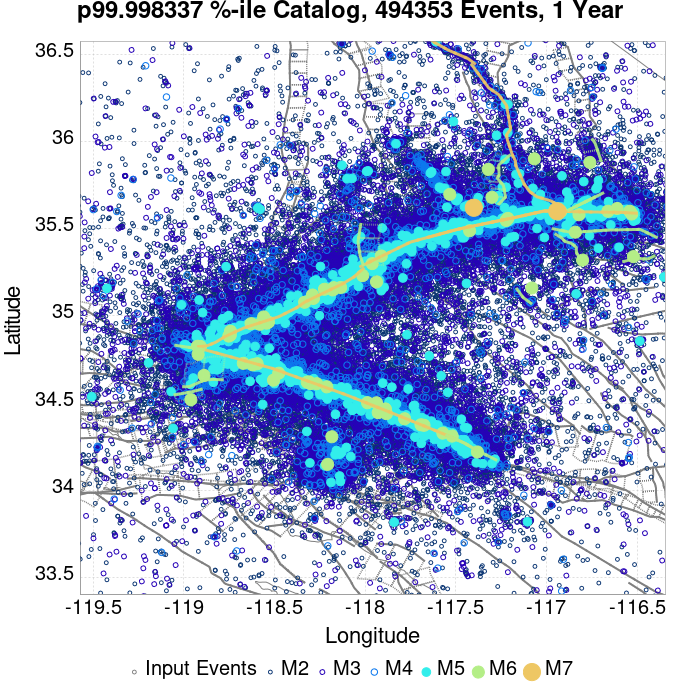 p99.998337 %-ile Catalog, 494353 Events, 1 Year
36.5
36
35.5
35
34.5
34
33.5
Latitude
-119.5 -119 -118.5 -118 -117.5 -117 -116.5
Longitude
Input Events M2 M3 M4 M5 M6 M7